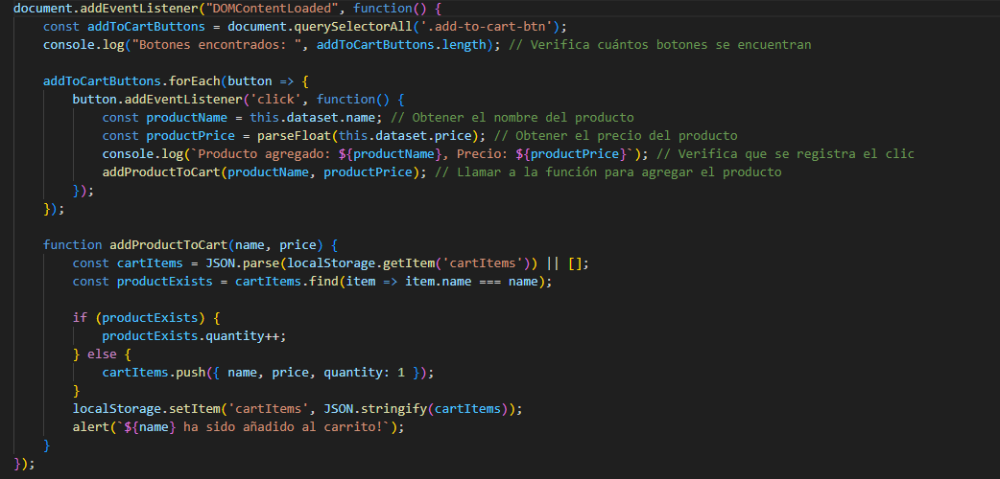 document.addEventListener("DOMContentLoaded", function() {
    const addToCartButtons = document.querySelectorAll('.add-to-cart-btn');
    console.log("Botones encontrados: ", addToCartButtons.length); // Verifica cuántos botones se encuentran

    addToCartButtons.forEach(button => {
        button.addEventListener('click', function() {
            const productName = this.dataset.name; // Obtener el nombre del producto
            const productPrice = parseFloat(this.dataset.price); // Obtener el precio del producto
            console.log(`Producto agregado: ${productName}, Precio: ${productPrice}`); // Verifica que se registra el clic
            addProductToCart(productName, productPrice); // Llamar a la función para agregar el producto
        });
    });

    function addProductToCart(name, price) {
        const cartItems = JSON.parse(localStorage.getItem('cartItems')) || [];
        const productExists = cartItems.find(item => item.name === name);

        if (productExists) {
            productExists.quantity++;
        } else {
            cartItems.push({ name, price, quantity: 1 });
        }
        localStorage.setItem('cartItems', JSON.stringify(cartItems));
        alert(`${name} ha sido añadido al carrito!`);
    }
});